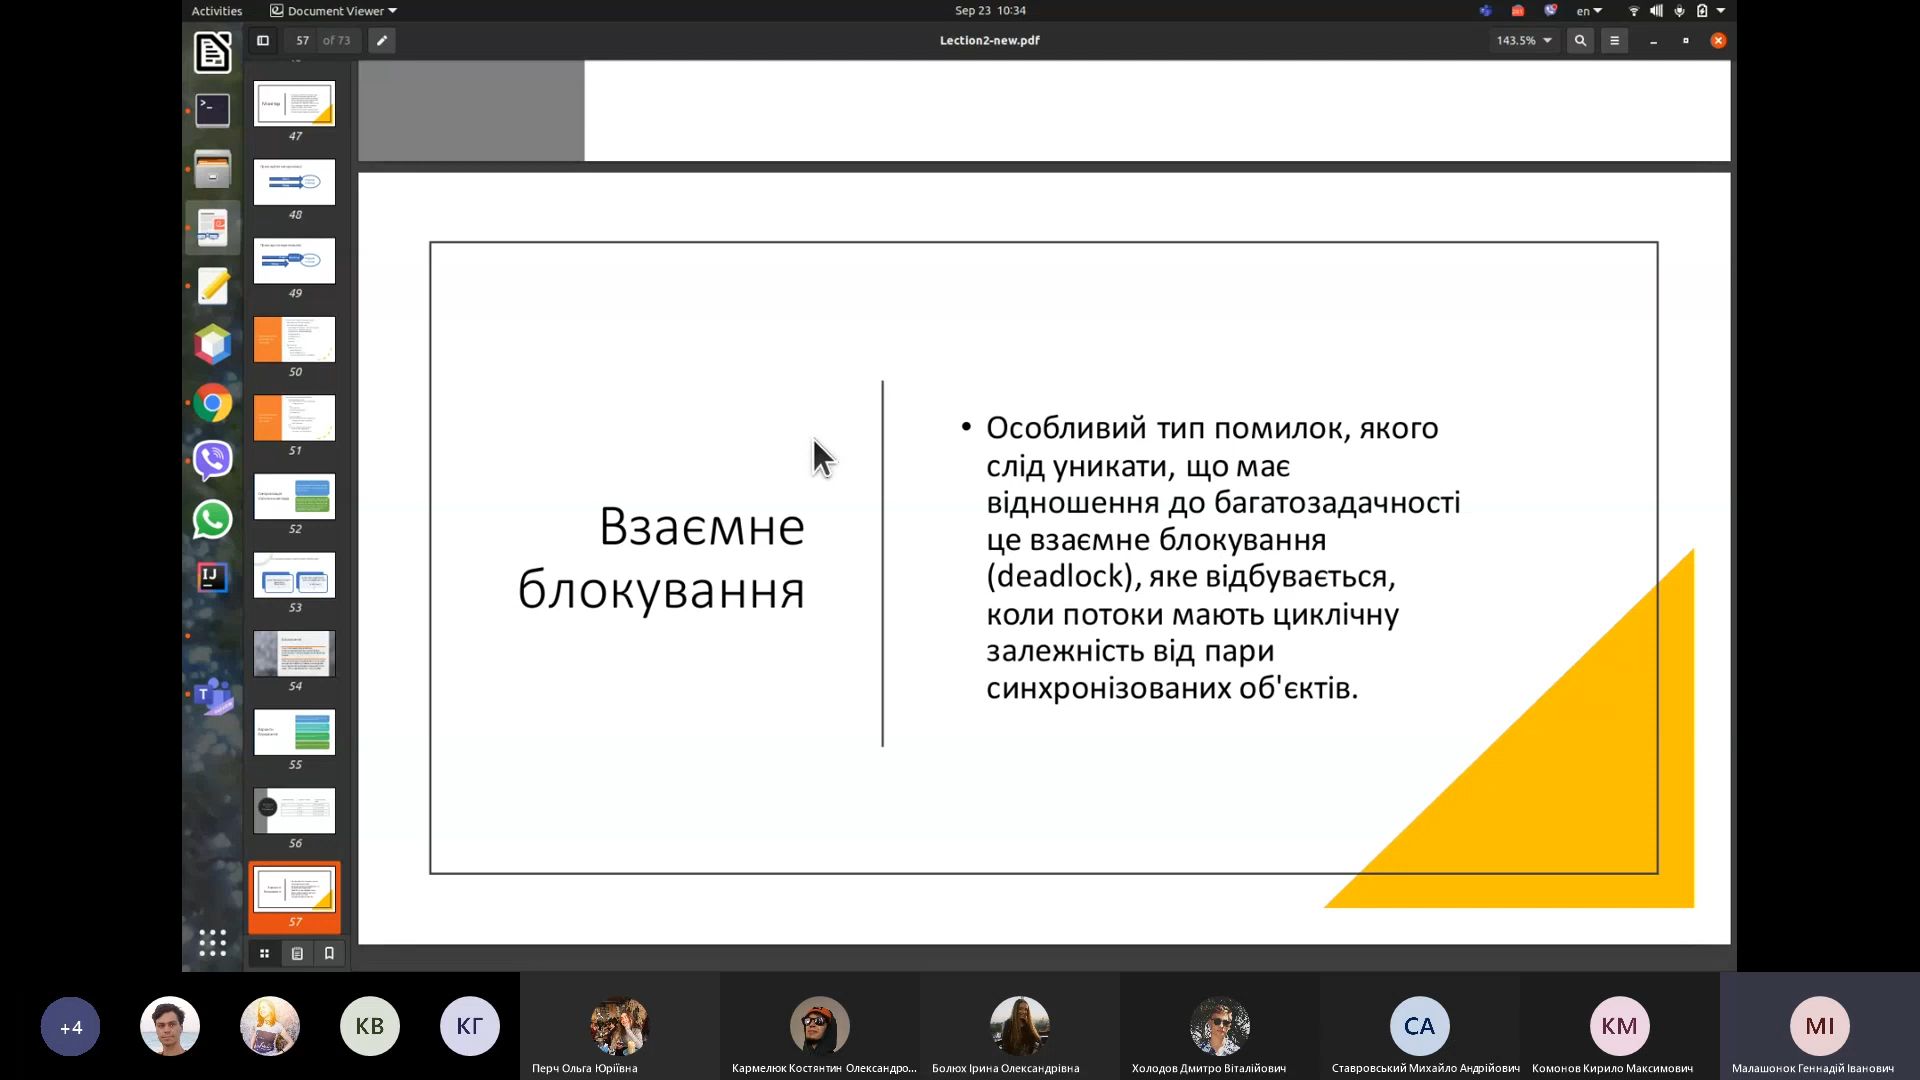 Activities
Document Viewer
Sep 23 10:34
en
57 of 73
Lection2-new.pdf
143.5%
47
48
49
50
51
52
53
54
55
56
57
Взаємне
блокування
• Особливий тип помилок, якого
слід уникати, що має
відношення до багатозадачності
це взаємне блокування
(deadlock), яке відбувається,
коли потоки мають циклічну
залежність від пари
синхронізованих об'єктів.
+4
КВ
КГ
СА
КМ
МІ
Перч Ольга Юріївна
Кармелюк Костянтин Олександро...
Болюх Ірина Олександрівна
Холодов Дмитро Віталійович
Ставровський Михайло Андрійович
Комонов Кирило Максимович
Малашонок Геннадій Іванович